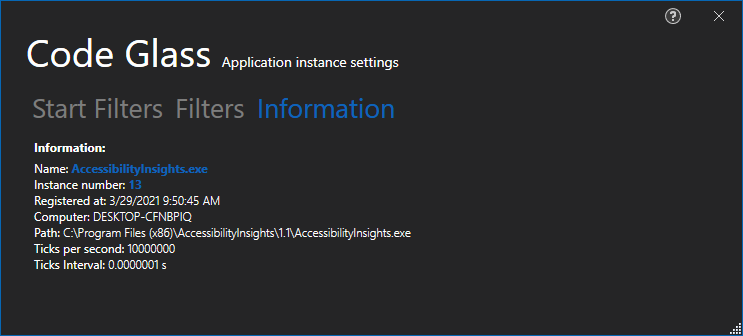 Code Glass Application instance settings
Start Filters Filters Information
Information:
Name: AccessibilityInsights.exe
Instance number: 13
Registered at: 3/29/2021 9:50:45 AM
Computer: DESKTOP-CFNBPIQ
Path: C:\Program Files (x86)\AccessibilityInsights\1.1\AccessibilityInsights.exe
Ticks per second: 10000000
Ticks Interval: 0.0000001 s